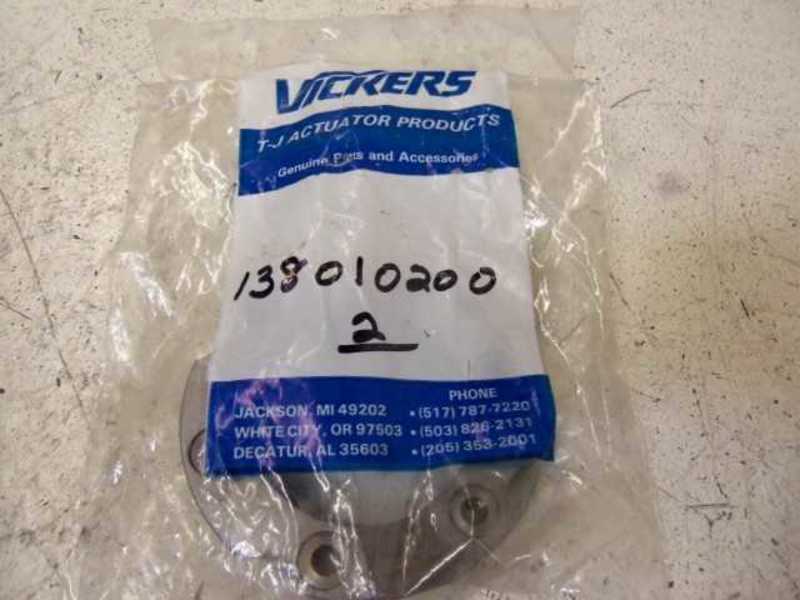 VICKERS
T-J ACTUATOR PRODUCTS
Genuine Parts and Accessories
138010200
2
PHONE
JACKSON, MI 49202 • (517) 787-7220
WHITE CITY, OR 97503 • (503) 826-2131
DECATUR, AL 35603 • (205) 353-2001